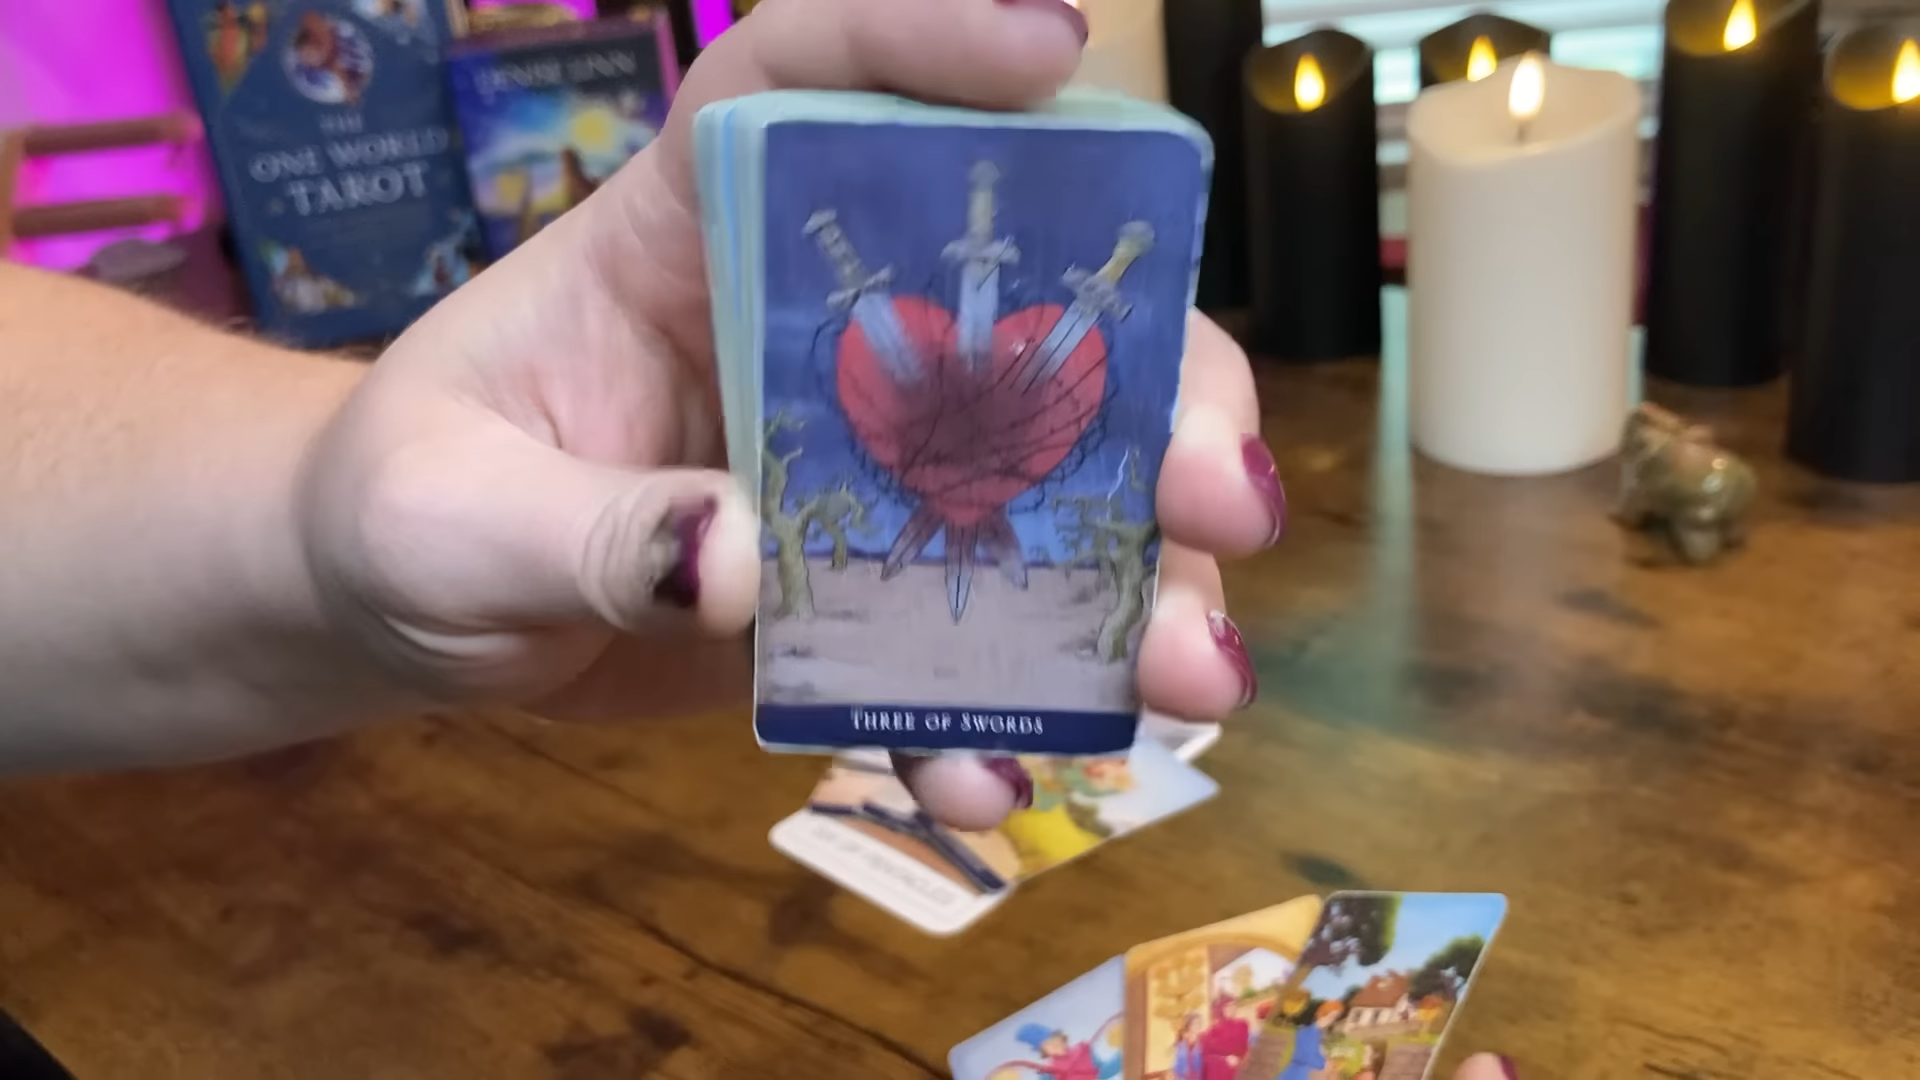 THE
ONE WORLD
TAROT
DENISE LINN
THREE OF SWORDS